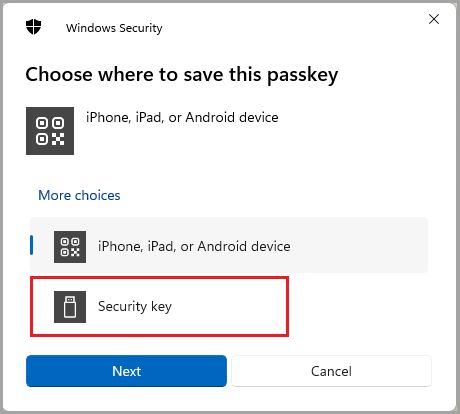 Windows Security
Choose where to save this passkey
iPhone, iPad, or Android device
More choices
iPhone, iPad, or Android device
Security key
Next
Cancel